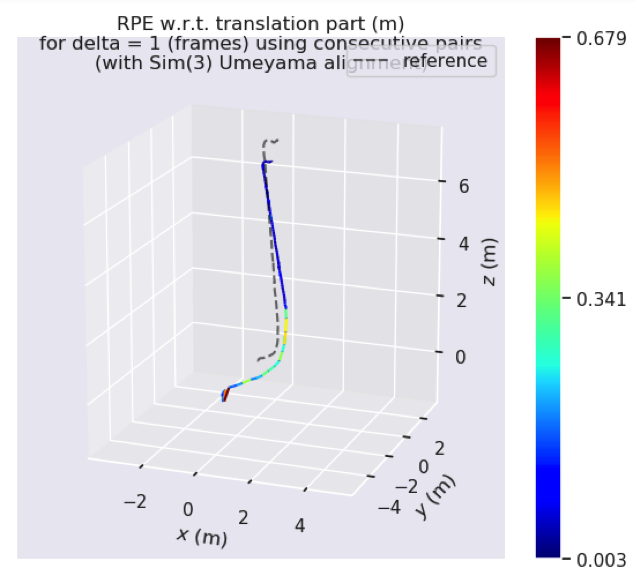 RPE w.r.t. translation part (m)
for delta = 1 (frames) using consecutive pairs
(with Sim(3) Umeyama alignment)
reference
0.679
0.341
0.003
6
4
2
0
z (m)
−2
0
2
4
x (m)
2
0
−2
−4
y (m)